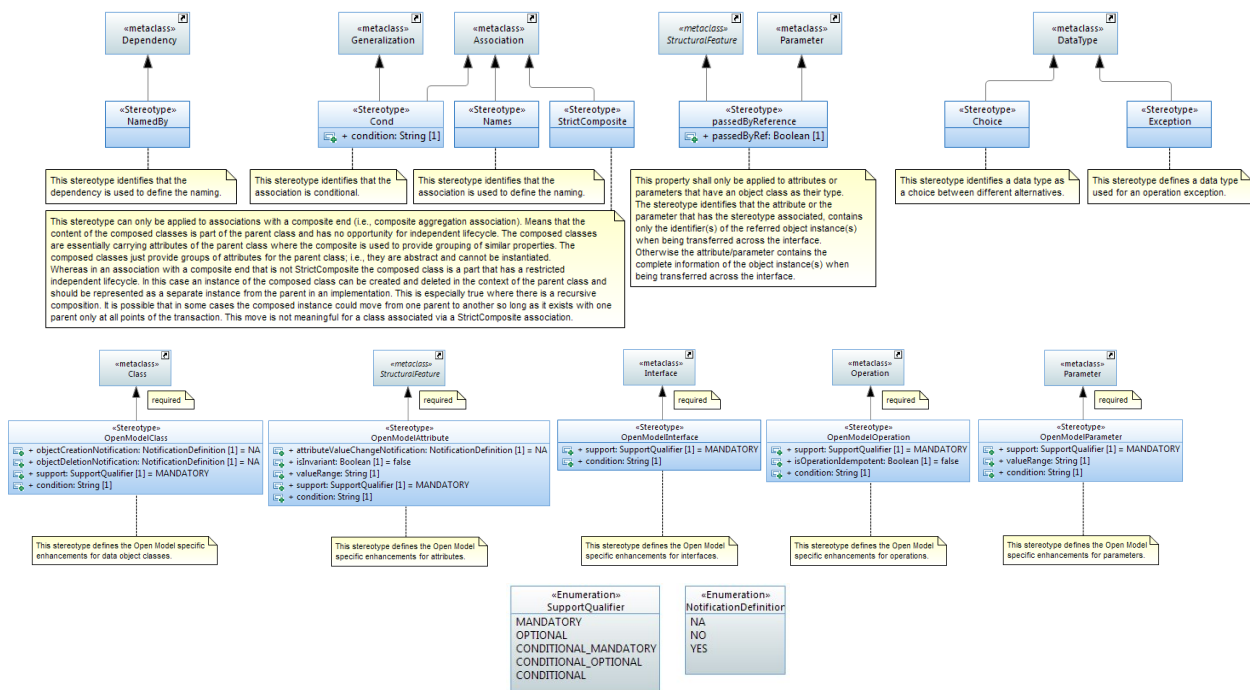 «metaclass»
Dependency
«metaclass»
Generalization
«metaclass»
Association
«metaclass»
StructuralFeature
«metaclass»
Parameter
«metaclass»
DataType
«Stereotype»
NamedBy
«Stereotype»
Cond
+ condition: String [1]
«Stereotype»
Names
«Stereotype»
StrictComposite
«Stereotype»
passedByReference
+ passedByRef: Boolean [1]
«Stereotype»
Choice
«Stereotype»
Exception
This stereotype identifies that the
dependency is used to define the naming.
This stereotype identifies that the
association is conditional.
This stereotype identifies that the
association is used to define the naming.
This property shall only be applied to attributes or
parameters that have an object class as their type.
The stereotype identifies that the attribute or the
parameter that has the stereotype associated, contains
only the identifier(s) of the referred object instance(s)
when being transferred across the interface.
Otherwise the attribute/parameter contains the
complete information of the object instance(s) when
being transferred across the interface.
This stereotype identifies a data type as
a choice between different alternatives.
This stereotype defines a data type
used for an operation exception.
This stereotype can only be applied to associations with a composite end (i.e., composite aggregation association). Means that the
content of the composed classes is part of the parent class and has no opportunity for independent lifecycle. The composed classes
are essentially carrying attributes of the parent class where the composite is used to provide grouping of similar properties. The
composed classes just provide groups of attributes for the parent class; i.e., they are abstract and cannot be instantiated.
Whereas in an association with a composite end that is not StrictComposite the composed class is a part that has a restricted
independent lifecycle. In this case an instance of the composed class can be created and deleted in the context of the parent class and
should be represented as a separate instance from the parent in an implementation. This is especially true where there is a recursive
composition. It is possible that in some cases the composed instance could move from one parent to another so long as it exists with one
parent only at all points of the transaction. This move is not meaningful for a class associated via a StrictComposite association.
«metaclass»
Class
required
«metaclass»
StructuralFeature
required
«metaclass»
Interface
required
«metaclass»
Operation
required
«metaclass»
Parameter
required
«Stereotype»
OpenModelClass
+ objectCreationNotification: NotificationDefinition [1] = NA
+ objectDeletionNotification: NotificationDefinition [1] = NA
+ support: SupportQualifier [1] = MANDATORY
+ condition: String [1]
«Stereotype»
OpenModelAttribute
+ attributeValueChangeNotification: NotificationDefinition [1] = NA
+ isInvariant: Boolean [1] = false
+ valueRange: String [1]
+ support: SupportQualifier [1] = MANDATORY
+ condition: String [1]
«Stereotype»
OpenModelInterface
+ support: SupportQualifier [1] = MANDATORY
+ condition: String [1]
«Stereotype»
OpenModelOperation
+ support: SupportQualifier [1] = MANDATORY
+ isOperationIdempotent: Boolean [1] = false
+ condition: String [1]
«Stereotype»
OpenModelParameter
+ support: SupportQualifier [1] = MANDATORY
+ valueRange: String [1]
+ condition: String [1]
This stereotype defines the Open Model specific
enhancements for data object classes.
This stereotype defines the Open Model
specific enhancements for attributes.
This stereotype defines the Open Model
specific enhancements for interfaces.
This stereotype defines the Open Model
specific enhancements for operations.
This stereotype defines the Open Model
specific enhancements for parameters.
«Enumeration»
SupportQualifier
MANDATORY
OPTIONAL
CONDITIONAL_MANDATORY
CONDITIONAL_OPTIONAL
CONDITIONAL
«Enumeration»
NotificationDefinition
NA
NO
YES